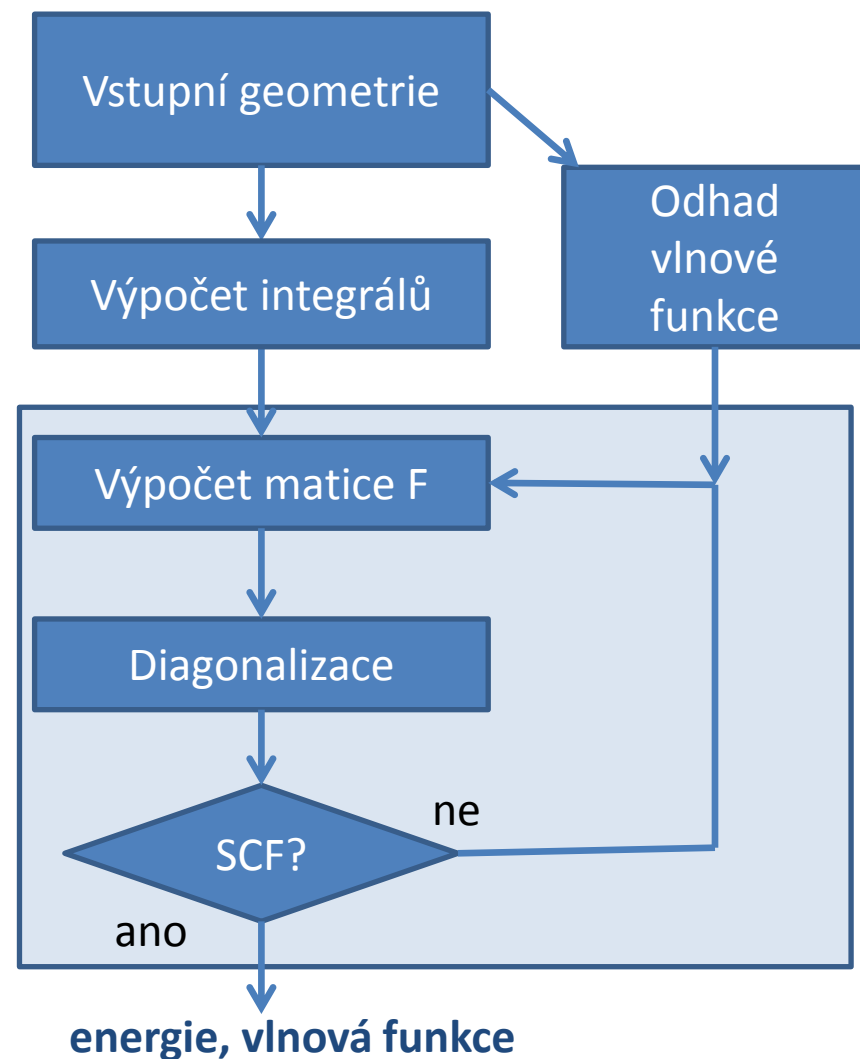 Vstupní geometrie
Odhad
vlnové
funkce
Výpočet integrálů
Výpočet matice F
Diagonalizace
ne
SCF?
ano
energie, vlnová funkce